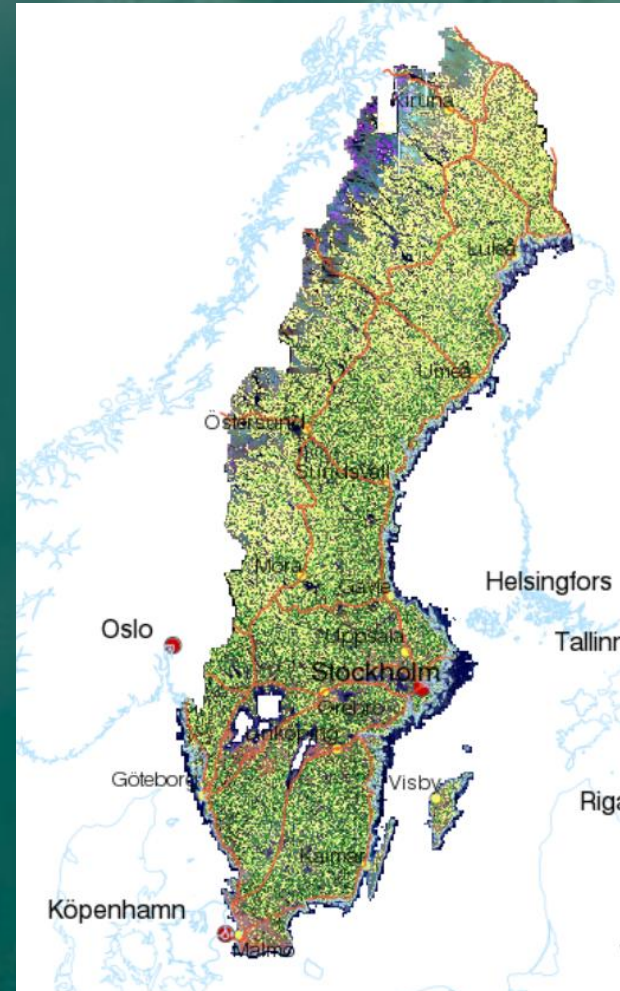 Kiruna
Luleå
Umeå
Östersund
Sundsvall
Mora
Gävle
Helsingfors
Oslo
Uppsala
Tallinn
Stockholm
Örebro
Linköping
Göteborg
Visby
Riga
Kalmar
Köpenhamn
Malmö